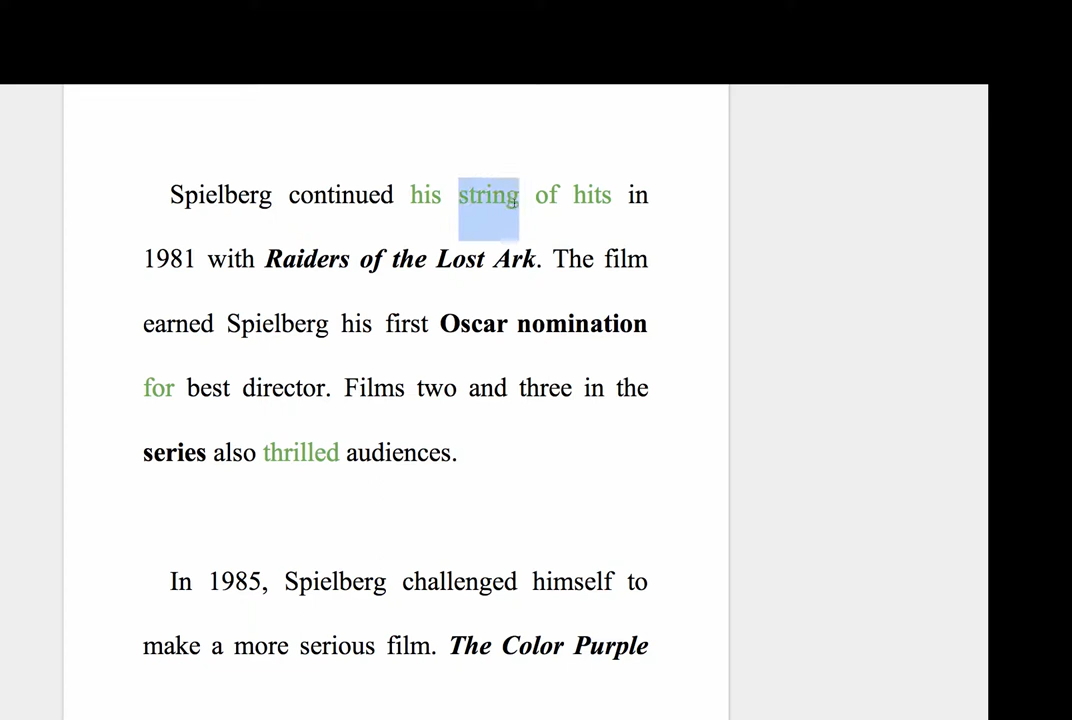 Spielberg continued his string of hits in
1981 with Raiders of the Lost Ark. The film
earned Spielberg his first Oscar nomination
for best director. Films two and three in the
series also thrilled audiences.
In 1985, Spielberg challenged himself to
make a more serious film. The Color Purple